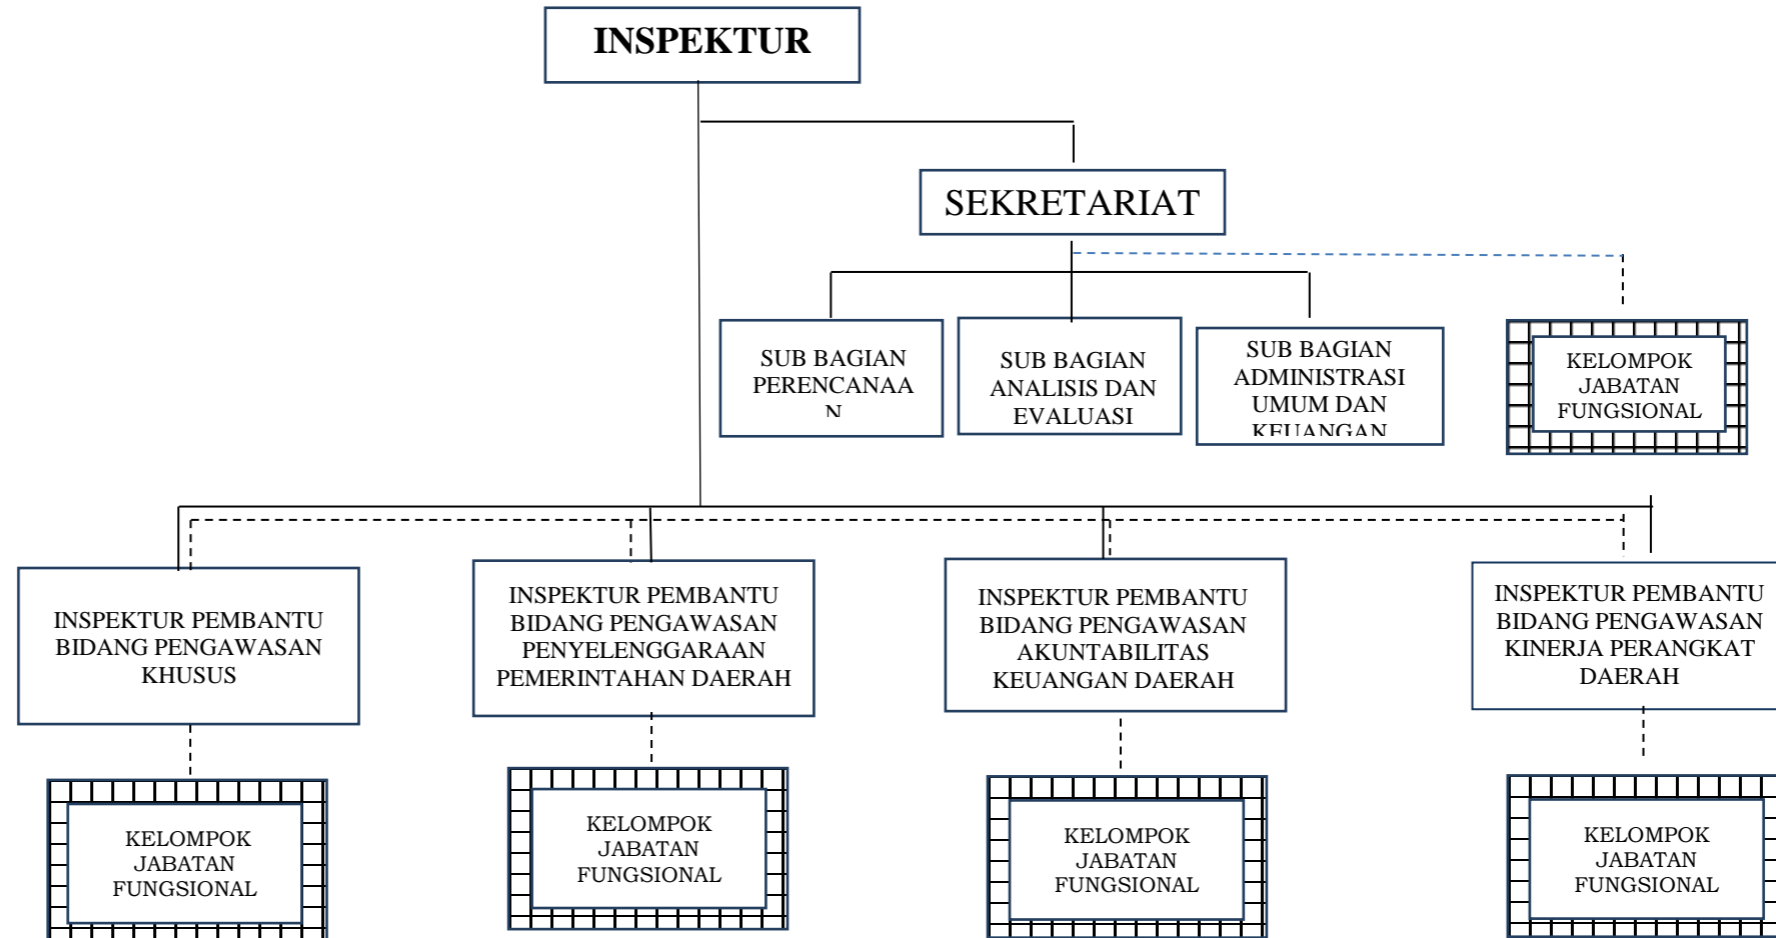 INSPEKTUR
SEKRETARIAT
SUB BAGIAN
PERENCANAA
N
SUB BAGIAN
ANALISIS DAN
EVALUASI
SUB BAGIAN
ADMINISTRASI
UMUM DAN
KEUANGAN
KELOMPOK
JABATAN
FUNGSIONAL
INSPEKTUR PEMBANTU
BIDANG PENGAWASAN
KHUSUS
INSPEKTUR PEMBANTU
BIDANG PENGAWASAN
PENYELENGGARAAN
PEMERINTAHAN DAERAH
INSPEKTUR PEMBANTU
BIDANG PENGAWASAN
AKUNTABILITAS
KEUANGAN DAERAH
INSPEKTUR PEMBANTU
BIDANG PENGAWASAN
KINERJA PERANGKAT
DAERAH
KELOMPOK
JABATAN
FUNGSIONAL
KELOMPOK
JABATAN
FUNGSIONAL
KELOMPOK
JABATAN
FUNGSIONAL
KELOMPOK
JABATAN
FUNGSIONAL